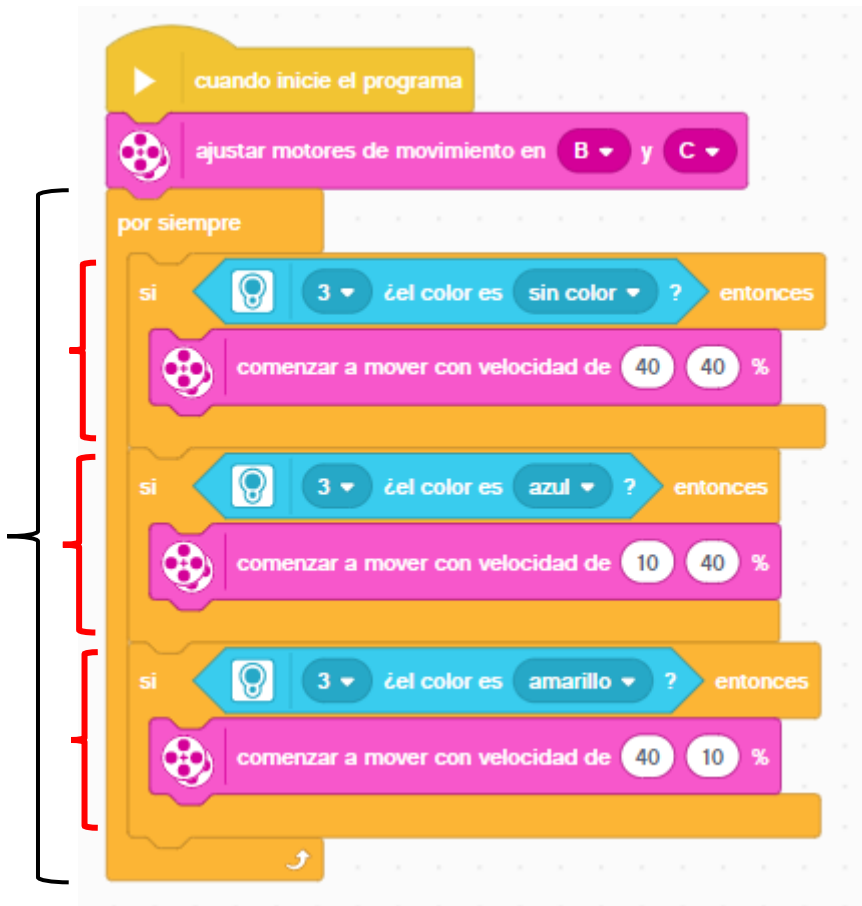 cuando inicie el programa
ajustar motores de movimiento en B y C
por siempre
si 3 ¿el color es sin color ? entonces
comenzar a mover con velocidad de 40 40 %
si 3 ¿el color es azul ? entonces
comenzar a mover con velocidad de 10 40 %
si 3 ¿el color es amarillo ? entonces
comenzar a mover con velocidad de 40 10 %